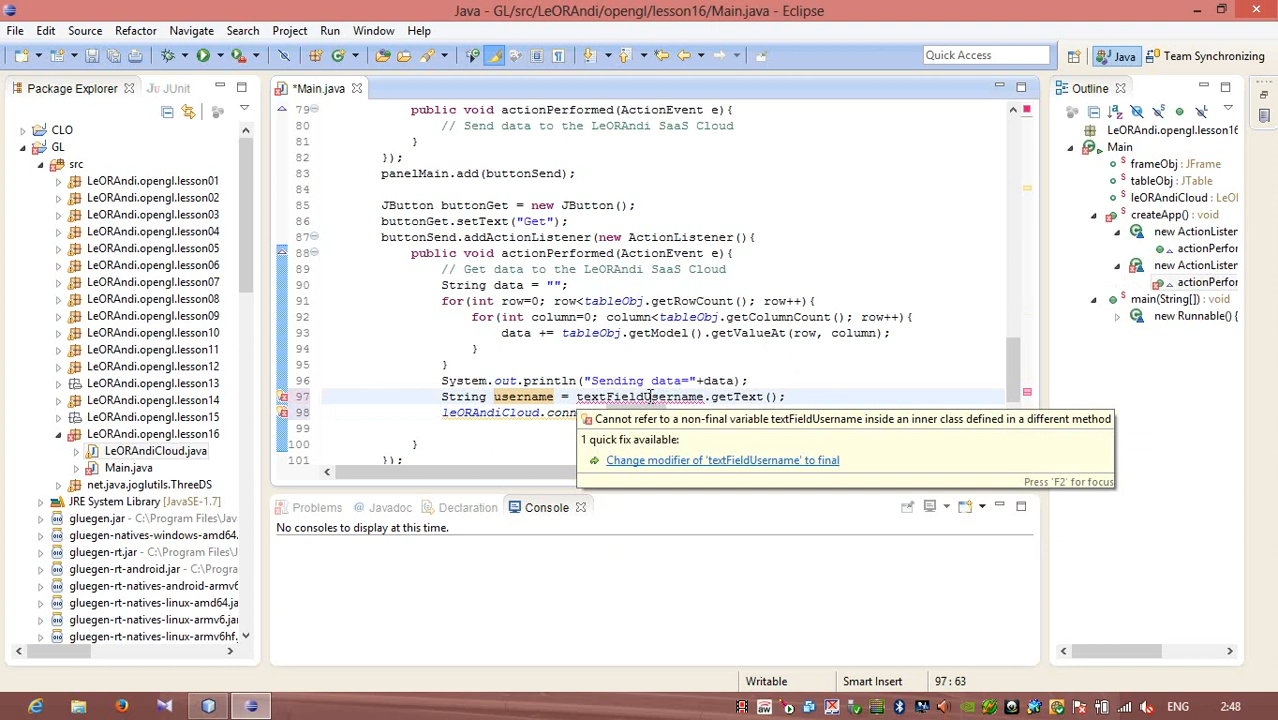 Java - GL/src/LeORAndi/opengl/lesson16/Main.java - Eclipse
File Edit Source Refactor Navigate Search Project Run Window Help
Quick Access
Java
Team Synchronizing
Package Explorer
JUnit
CLO
GL
src
LeORAndi.opengl.lesson01
LeORAndi.opengl.lesson02
LeORAndi.opengl.lesson03
LeORAndi.opengl.lesson04
LeORAndi.opengl.lesson05
LeORAndi.opengl.lesson06
LeORAndi.opengl.lesson07
LeORAndi.opengl.lesson08
LeORAndi.opengl.lesson09
LeORAndi.opengl.lesson10
LeORAndi.opengl.lesson11
LeORAndi.opengl.lesson12
LeORAndi.opengl.lesson13
LeORAndi.opengl.lesson14
LeORAndi.opengl.lesson15
LeORAndi.opengl.lesson16
LeORAndiCloud.java
Main.java
net.java.joglutils.ThreeDS
JRE System Library [JavaSE-1.7]
gluegen.jar - C:\Program Files\Java
gluegen-natives-windows-amd64.
gluegen-rt.jar - C:\Program Files\J
gluegen-rt-android.jar - C:\Program
gluegen-rt-natives-android-armv6
gluegen-rt-natives-linux-amd64.ja
gluegen-rt-natives-linux-armv6.jar
gluegen-rt-natives-linux-armv6hf.
*Main.java
79 public void actionPerformed(ActionEvent e){
80 // Send data to the LeORAndi SaaS Cloud
81 }
82 });
83 panelMain.add(buttonSend);
84
85 JButton buttonGet = new JButton();
86 buttonGet.setText("Get");
87 buttonSend.addActionListener(new ActionListener(){
88 public void actionPerformed(ActionEvent e){
89 // Get data to the LeORAndi SaaS Cloud
90 String data = "";
91 for(int row=0; row<tableObj.getRowCount(); row++){
92 for(int column=0; column<tableObj.getColumnCount(); row++){
93 data += tableObj.getModel().getValueAt(row, column);
94 }
95 }
96 System.out.println("Sending data="+data);
97 String username = textFieldUsername.getText();
98 leORAndiCloud.conn
99
100 }
101 });
Cannot refer to a non-final variable textFieldUsername inside an inner class defined in a different method
1 quick fix available:
Change modifier of 'textFieldUsername' to final
Press 'F2' for focus
Problems
Javadoc
Declaration
Console
No consoles to display at this time.
Outline
LeORAndi.opengl.lesson16
Main
frameObj : JFrame
tableObj : JTable
leORAndiCloud : LeO
createApp() : void
new ActionListen
actionPerfor
new ActionListen
actionPerfor
main(String[]) : void
new Runnable() {
Writable
Smart Insert
97 : 63
ENG
2:48